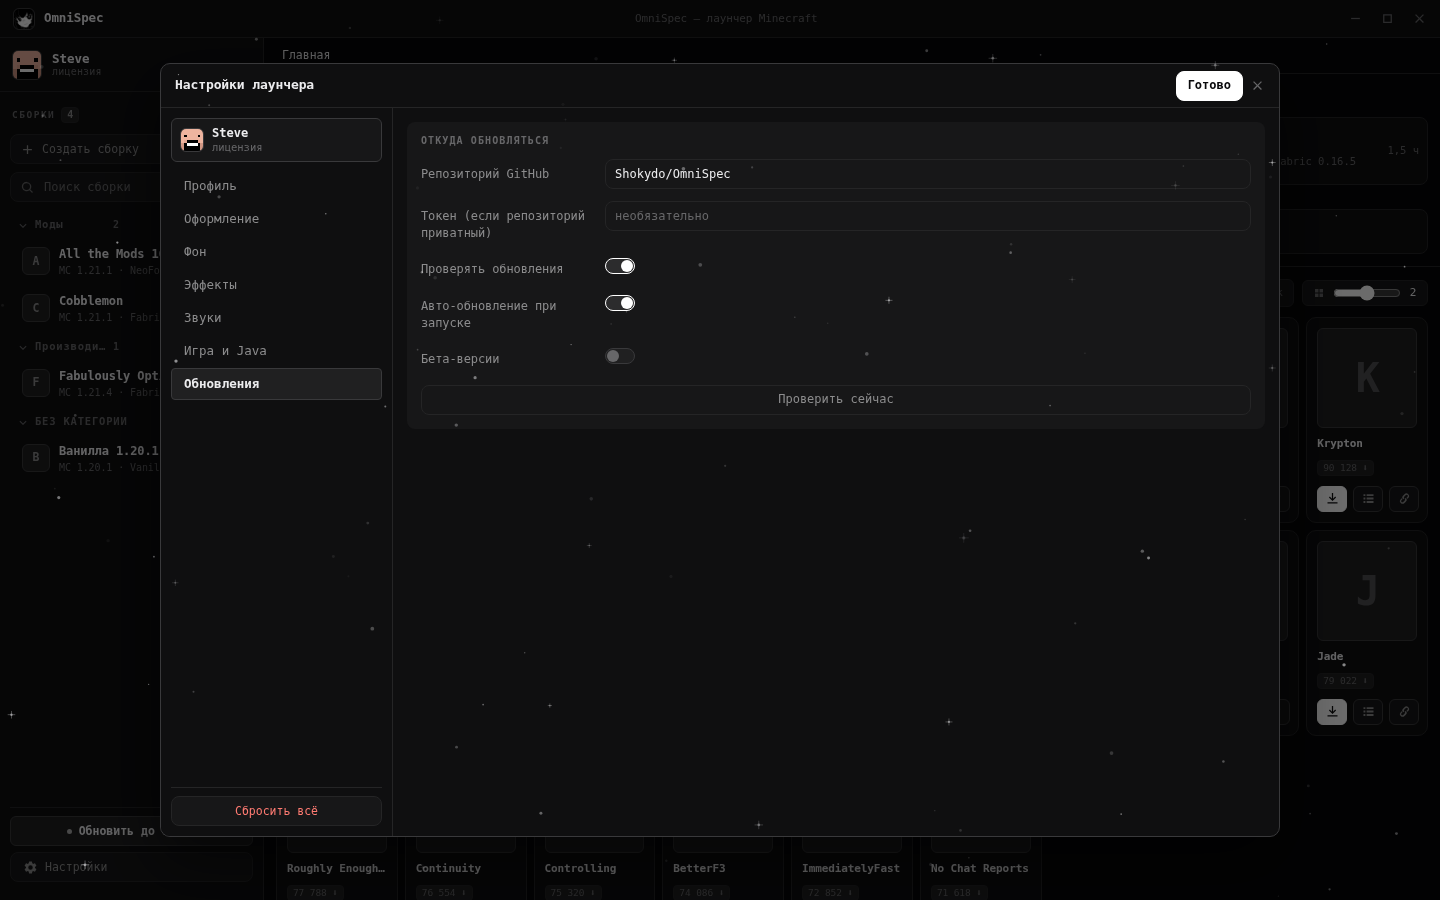 OmniSpec
OmniSpec — лаунчер Minecraft
Steve
лицензия
Главная
СБОРКИ 4
Создать сборку
Поиск сборки
Моды 2
A
All the Mods 1
MC 1.21.1 · NeoFo
C
Cobblemon
MC 1.21.1 · Fabri
Производи… 1
F
Fabulously Opt
MC 1.21.4 · Fabri
БЕЗ КАТЕГОРИИ
В
Ванилла 1.20.1
MC 1.20.1 · Vanil
Обновить до
Настройки
Настройки лаунчера
Готово
Steve
лицензия
Профиль
Оформление
Фон
Эффекты
Звуки
Игра и Java
Обновления
Сбросить всё
ОТКУДА ОБНОВЛЯТЬСЯ
Репозиторий GitHub
Shokydo/OmniSpec
Токен (если репозиторий
приватный)
необязательно
Проверять обновления
Авто-обновление при
запуске
Бета-версии
Проверить сейчас
1,5 ч
abric 0.16.5
2
K
Krypton
90 128
J
Jade
79 022
Roughly Enough…
Continuity
Controlling
BetterF3
ImmediatelyFast
No Chat Reports
77 788
76 554
75 320
74 086
72 852
71 618